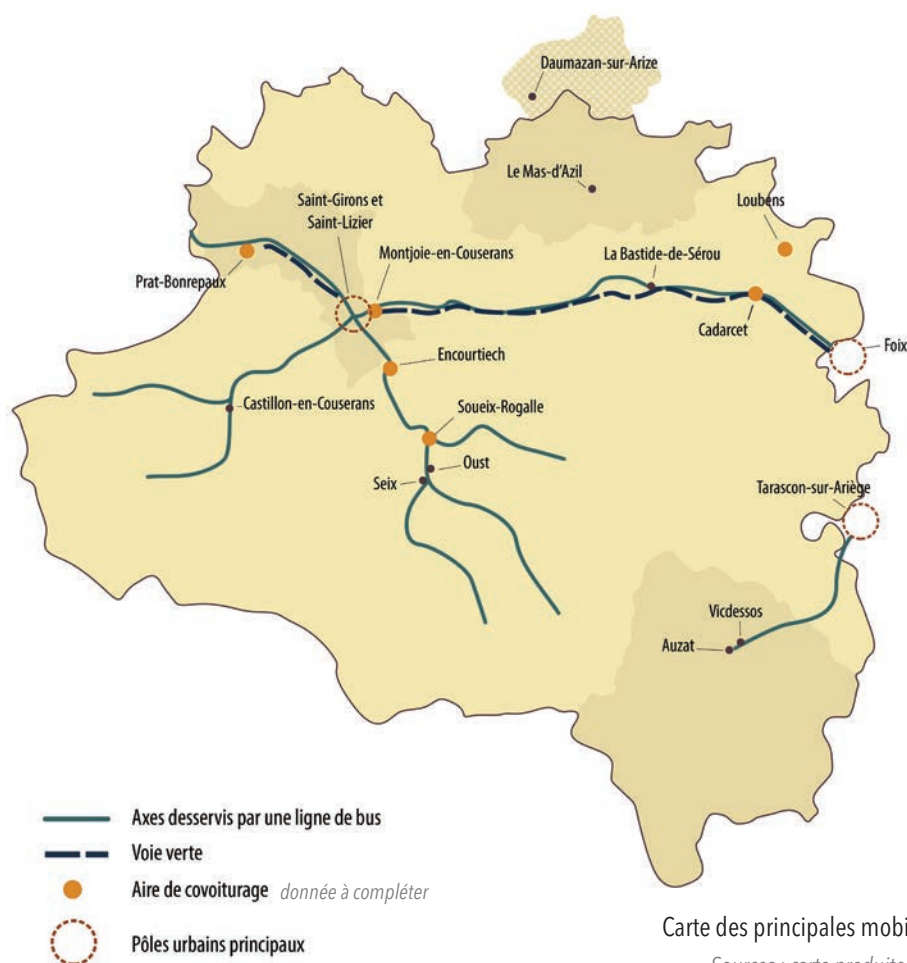 Daumazan-sur-Arize
Le Mas-d'Azil
Saint-Girons et
Saint-Lizier
Loubens
Montjoie-en-Couserans
La Bastide-de-Sérou
Prat-Bonrepaux
Cadarcet
Foix
Encourtiech
Castillon-en-Couserans
Soueix-Rogalle
Oust
Seix
Tarascon-sur-Ariège
Vicdessos
Auzat
Axes desservis par une ligne de bus
Voie verte
Aire de covoiturage donnée à compléter
Pôles urbains principaux
Carte des principales mobi